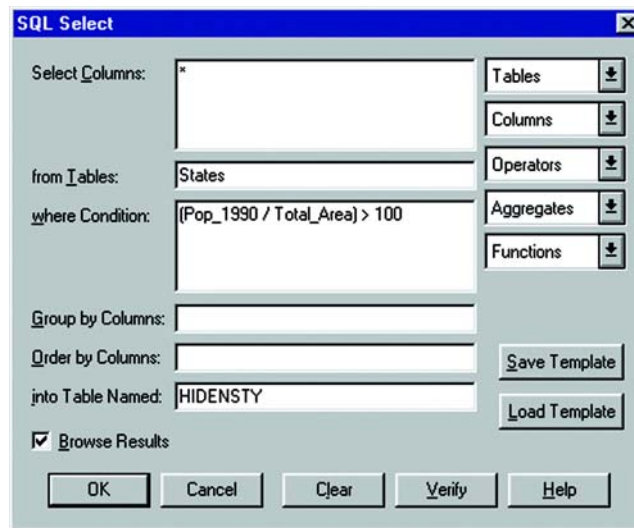 SQL Select
Select Columns:
*
Tables
Columns
from Tables:
States
Operators
where Condition:
(Pop_1990 / Total_Area) > 100
Aggregates
Functions
Group by Columns:
Order by Columns:
Save Template
into Table Named:
HIDENSTY
Load Template
Browse Results
OK
Cancel
Clear
Verify
Help